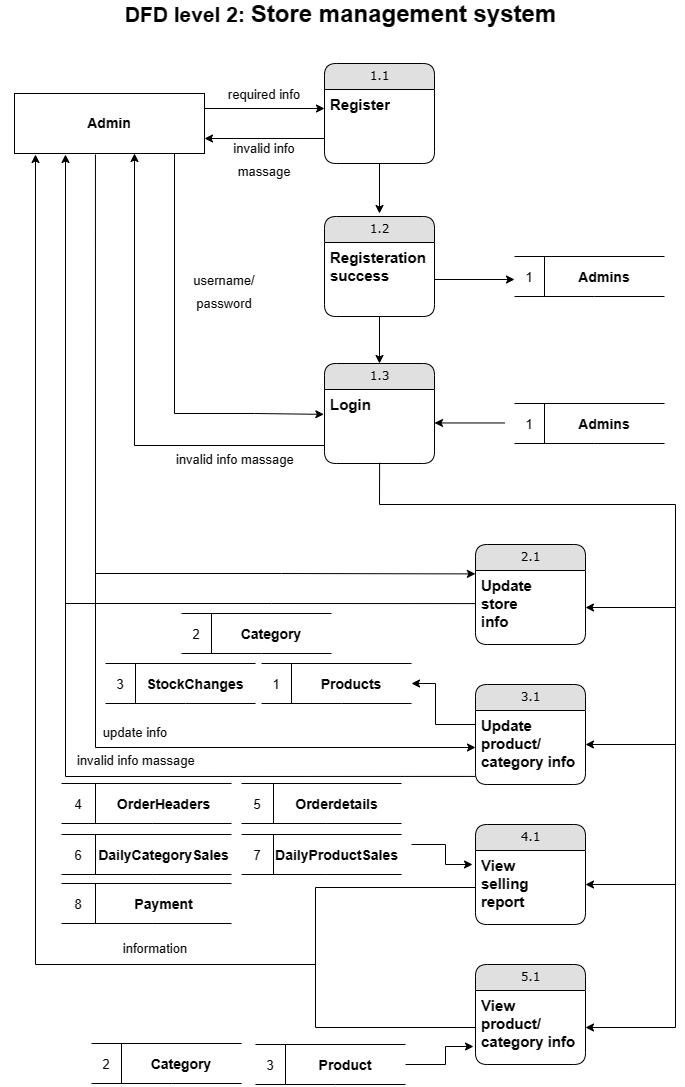 DFD level 2: Store management system
1.1
required info
Register
Admin
invalid info
massage
1.2
Registeration
success
username/
password
1 Admins
1.3
Login
1 Admins
invalid info massage
2.1
Update
store
info
2 Category
3 StockChanges
1 Products
3.1
Update
product/
category info
update info
invalid info massage
4 OrderHeaders
5 Orderdetails
4.1
View
selling
report
6 DailyCategorySales
7 DailyProductSales
8 Payment
information
5.1
View
product/
category info
2 Category
3 Product